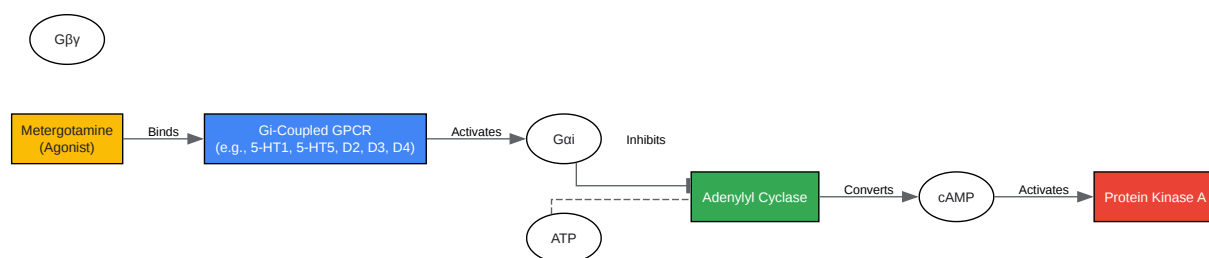 Gβγ
Metergotamine
(Agonist)
Binds
Gi-Coupled GPCR
(e.g., 5-HT1, 5-HT5, D2, D3, D4)
Activates
Gαi
Inhibits
Adenylyl Cyclase
Converts
cAMP
Activates
Protein Kinase A
ATP